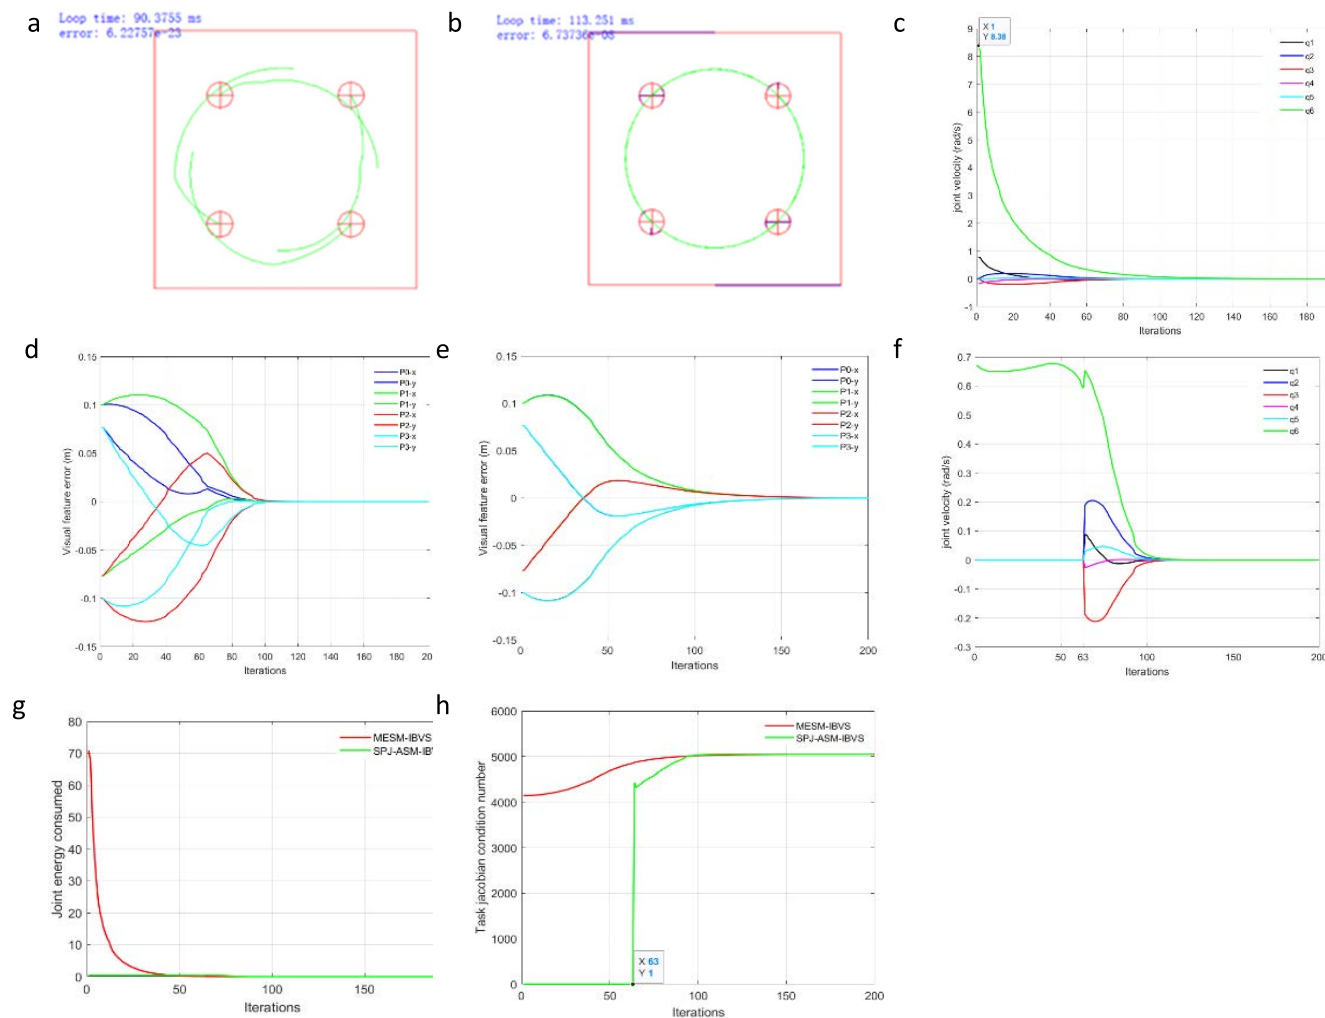 a
Loop time: 90.3755 ms
error: 6.22757e-23
b
Loop time: 113.251 ms
error: 6.73736e-08
c
X 1
Y 8.38
q1
q2
q3
q4
q5
q6
9
8
7
6
5
4
3
2
1
0
-1
joint velocity (rad/s)
0 20 40 60 80 100 120 140 160 180
Iterations
d
0.15
0.1
0.05
0
-0.05
-0.1
-0.15
Visual feature error (m)
P0-x
P0-y
P1-x
P1-y
P2-x
P2-y
P3-x
P3-y
0 20 40 60 80 100 120 140 160 180 20
Iterations
e
0.15
0.1
0.05
0
-0.05
-0.1
-0.15
Visual feature error (m)
P0-x
P0-y
P1-x
P1-y
P2-x
P2-y
P3-x
P3-y
0 50 100 150 200
Iterations
f
0.7
0.6
0.5
0.4
0.3
0.2
0.1
0
-0.1
-0.2
-0.3
joint velocity (rad/s)
q1
q2
q3
q4
q5
q6
0 50 63 100 150 200
Iterations
g
80
70
60
50
40
30
20
10
0
Joint energy consumed
MESM-IBVS
SPJ-ASM-IBV
0 50 100 150
Iterations
h
6000
5000
4000
3000
2000
1000
0
Task jacobian condition number
MESM-IBVS
SPJ-ASM-IBVS
X 63
Y 1
0 50 100 150 200
Iterations